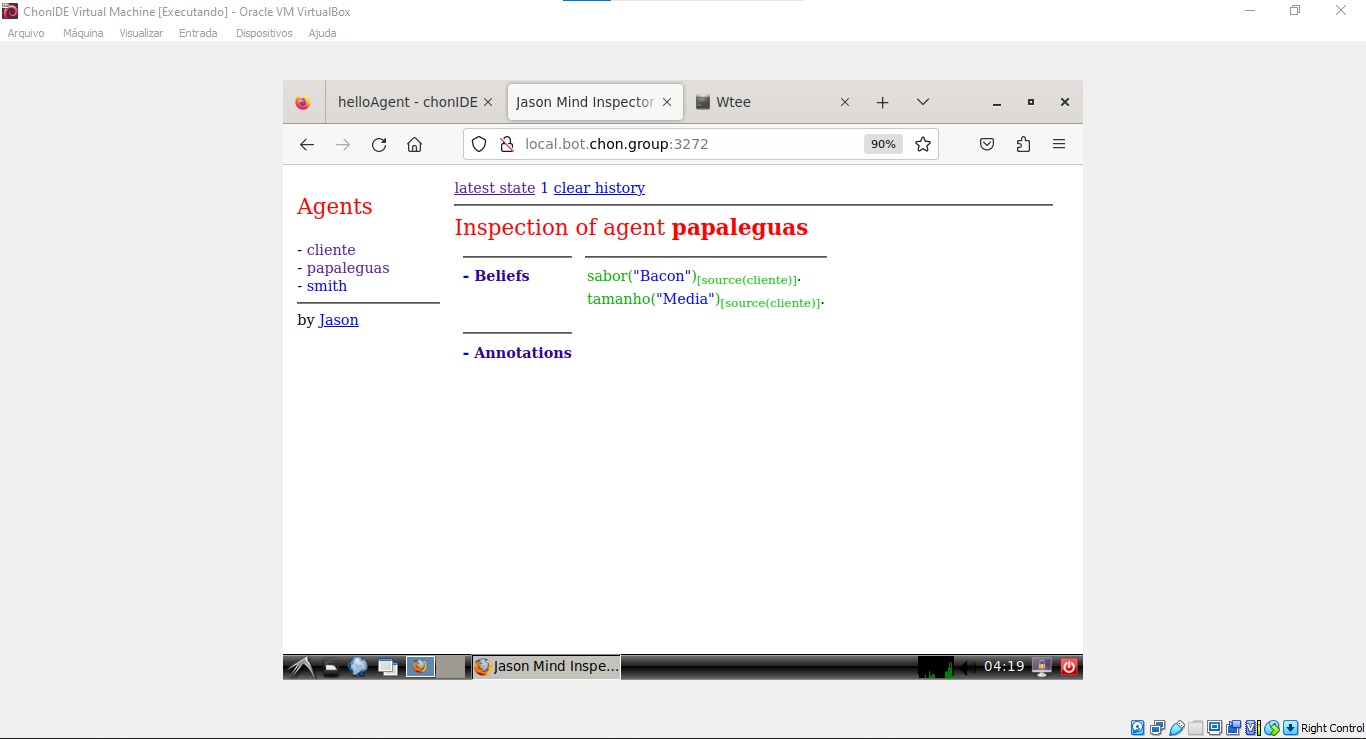 ChonIDE Virtual Machine [Executando] - Oracle VM VirtualBox
Arquivo Máquina Visualizar Entrada Dispositivos Ajuda
helloAgent - chonIDE
Jason Mind Inspector
Wtee
local.bot.chon.group:3272
90%
Agents
- cliente
- papaleguas
- smith
by Jason
latest state 1 clear history
Inspection of agent papaleguas
- Beliefs
sabor("Bacon")[source(cliente)].
tamanho("Media")[source(cliente)].
- Annotations
Jason Mind Inspe...
04:19
Right Control